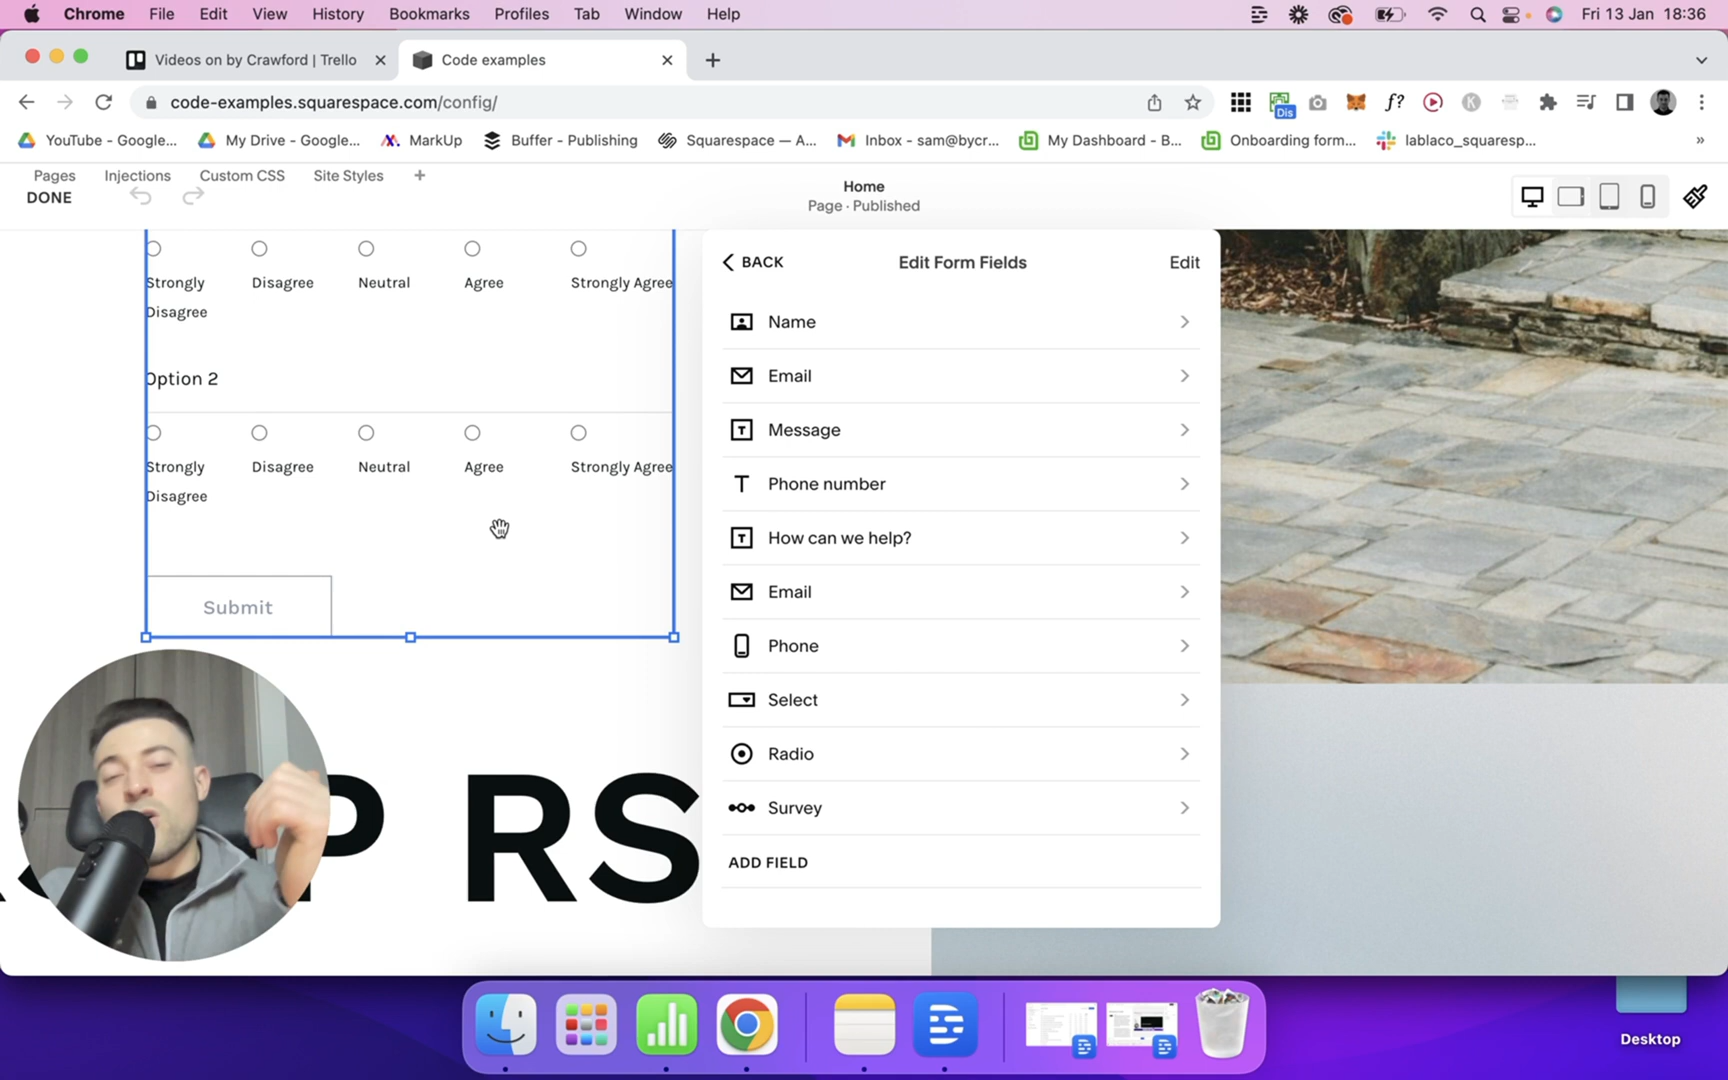 Chrome File Edit View History Bookmarks Profiles Tab Window Help Fri 13 Jan 18:36
Videos on by Crawford | Trello Code examples
code-examples.squarespace.com/config/
Dis
f?
YouTube - Google... My Drive - Google... MarkUp Buffer - Publishing Squarespace — A... Inbox - sam@bycr... My Dashboard - B... Onboarding form... lablaco_squaresp... »
Pages Injections Custom CSS Site Styles +
DONE
Home
Page · Published
Strongly Disagree Disagree Neutral Agree Strongly Agree
Option 2
Strongly Disagree Disagree Neutral Agree Strongly Agree
Submit
P RS
BACK Edit Form Fields Edit
Name
Email
Message
Phone number
How can we help?
Email
Phone
Select
Radio
Survey
ADD FIELD
Desktop